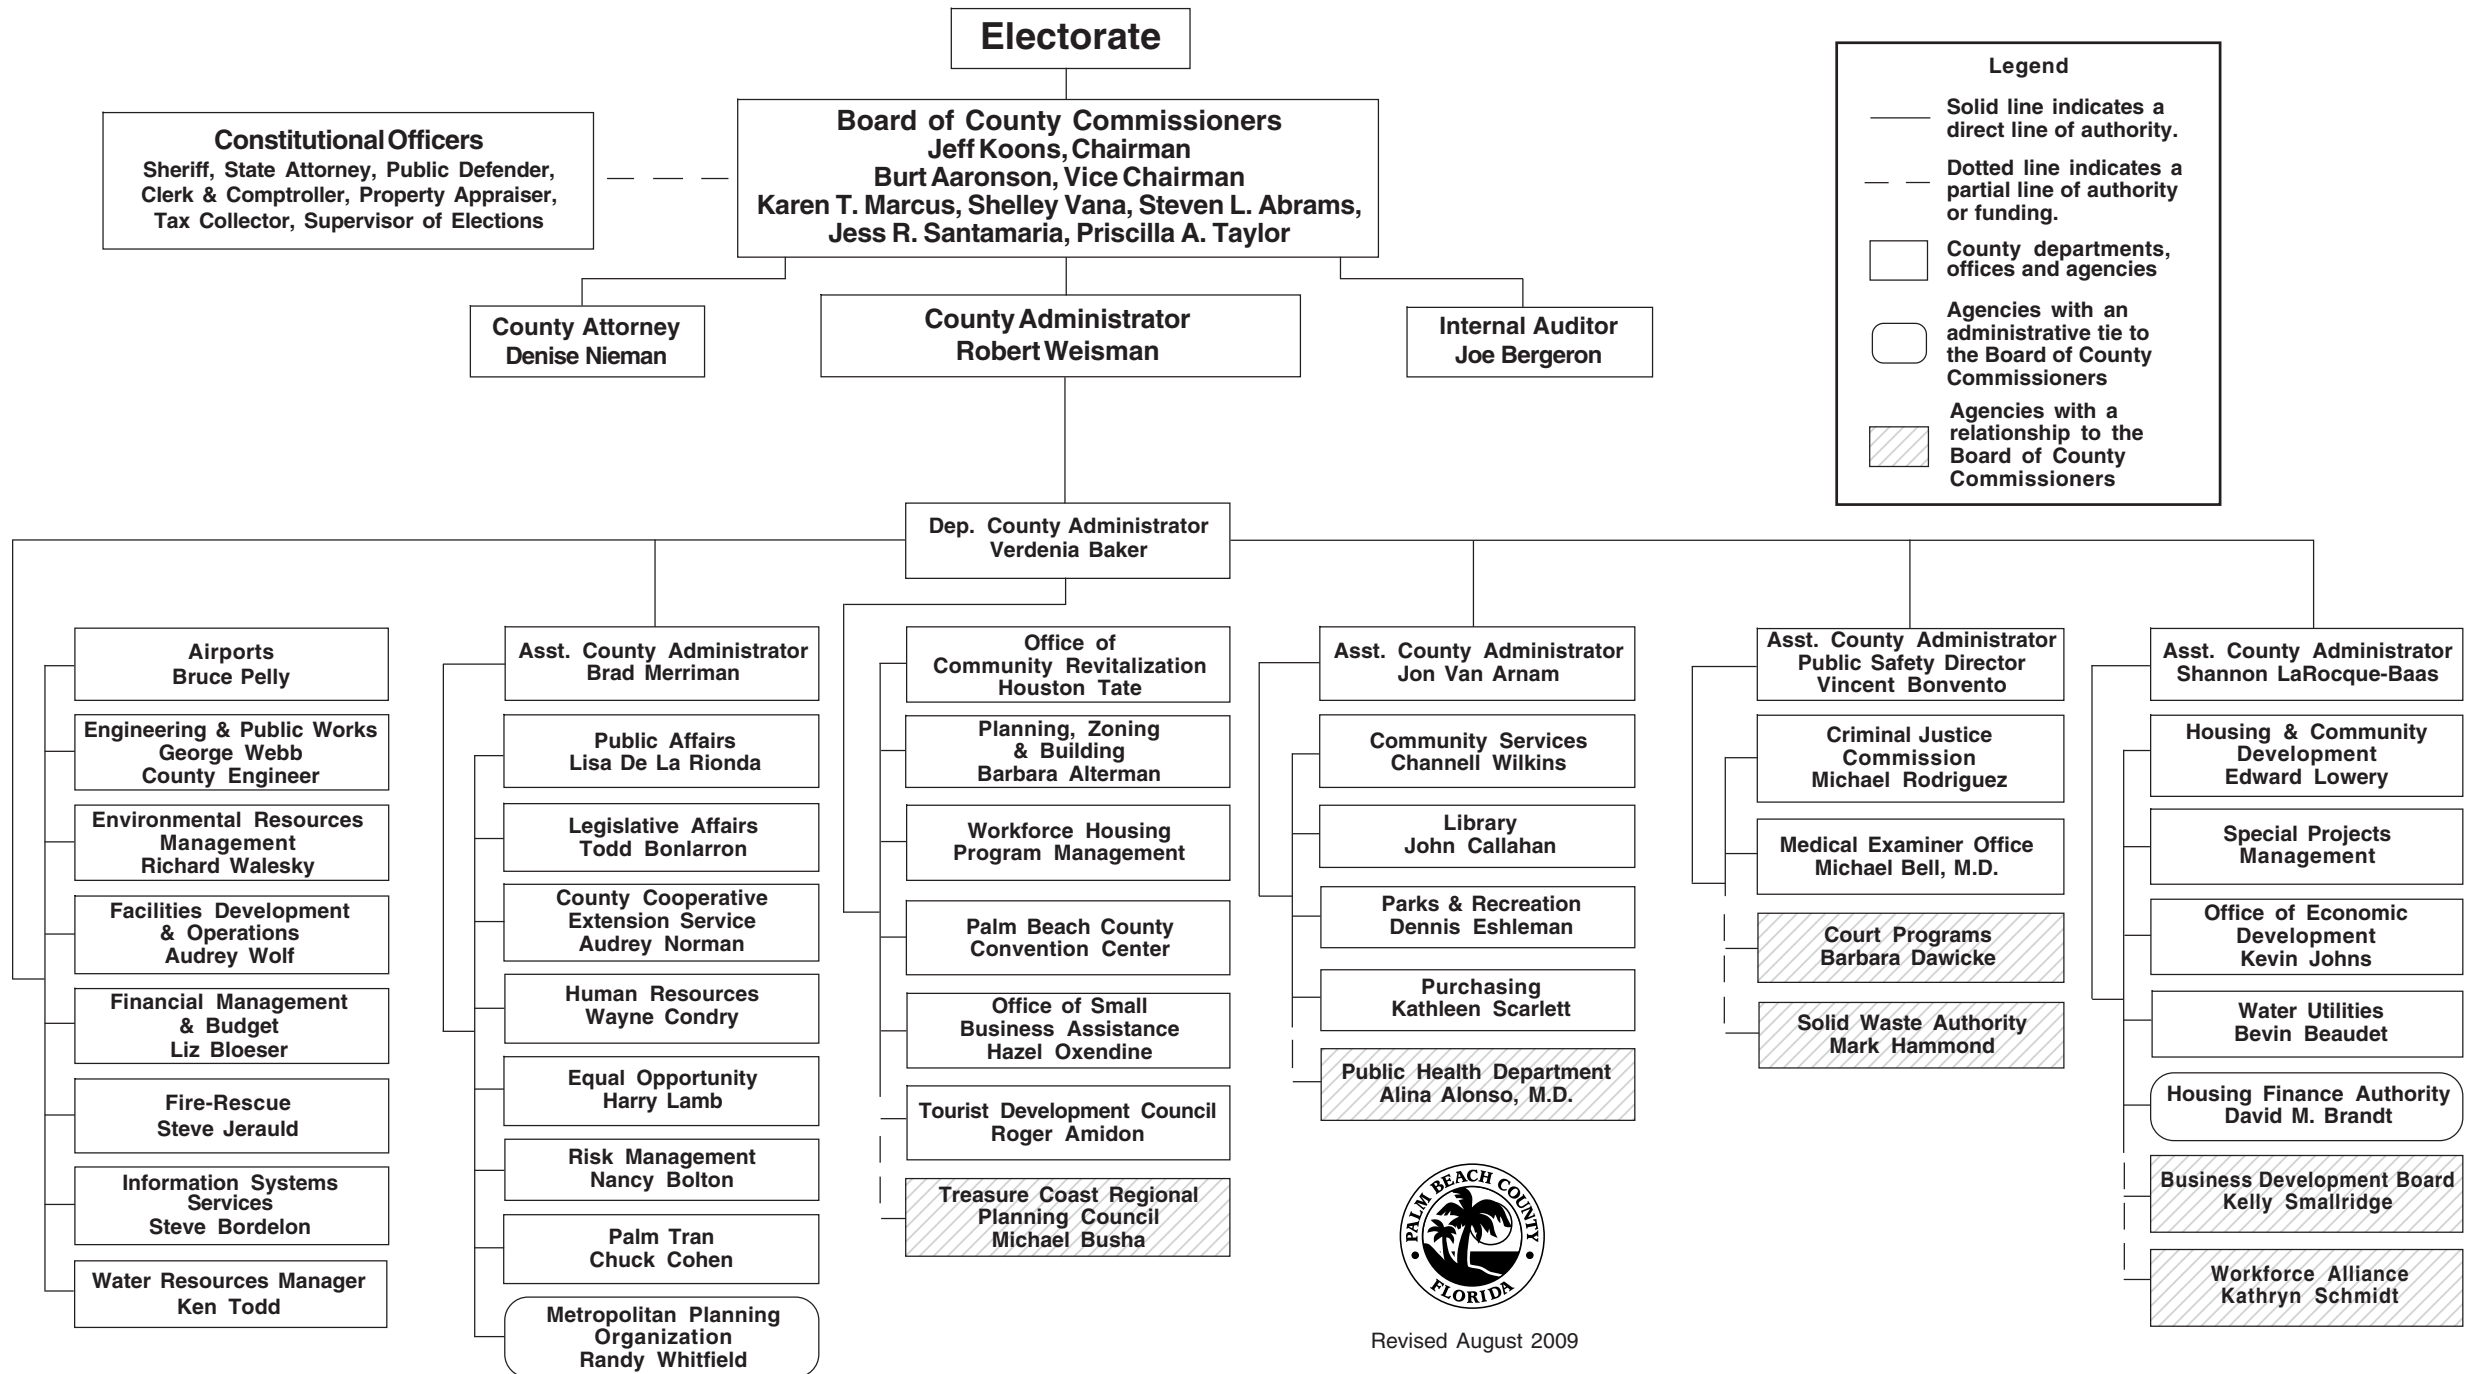 Electorate
Constitutional Officers
Sheriff, State Attorney, Public Defender,
Clerk & Comptroller, Property Appraiser,
Tax Collector, Supervisor of Elections
Board of County Commissioners
Jeff Koons, Chairman
Burt Aaronson, Vice Chairman
Karen T. Marcus, Shelley Vana, Steven L. Abrams,
Jess R. Santamaria, Priscilla A. Taylor
Legend
Solid line indicates a
direct line of authority.
Dotted line indicates a
partial line of authority
or funding.
County departments,
offices and agencies
Agencies with an
administrative tie to
the Board of County
Commissioners
Agencies with a
relationship to the
Board of County
Commissioners
County Attorney
Denise Nieman
County Administrator
Robert Weisman
Internal Auditor
Joe Bergeron
Dep. County Administrator
Verdenia Baker
Airports
Bruce Pelly
Engineering & Public Works
George Webb
County Engineer
Environmental Resources
Management
Richard Walesky
Facilities Development
& Operations
Audrey Wolf
Financial Management
& Budget
Liz Bloeser
Fire-Rescue
Steve Jerauld
Information Systems
Services
Steve Bordelon
Water Resources Manager
Ken Todd
Asst. County Administrator
Brad Merriman
Public Affairs
Lisa De La Rionda
Legislative Affairs
Todd Bonlarron
County Cooperative
Extension Service
Audrey Norman
Human Resources
Wayne Condry
Equal Opportunity
Harry Lamb
Risk Management
Nancy Bolton
Palm Tran
Chuck Cohen
Metropolitan Planning
Organization
Randy Whitfield
Office of
Community Revitalization
Houston Tate
Planning, Zoning
& Building
Barbara Alterman
Workforce Housing
Program Management
Palm Beach County
Convention Center
Office of Small
Business Assistance
Hazel Oxendine
Tourist Development Council
Roger Amidon
Treasure Coast Regional
Planning Council
Michael Busha
Asst. County Administrator
Jon Van Arnam
Community Services
Channell Wilkins
Library
John Callahan
Parks & Recreation
Dennis Eshleman
Purchasing
Kathleen Scarlett
Public Health Department
Alina Alonso, M.D.
Asst. County Administrator
Public Safety Director
Vincent Bonvento
Criminal Justice
Commission
Michael Rodriguez
Medical Examiner Office
Michael Bell, M.D.
Court Programs
Barbara Dawicke
Solid Waste Authority
Mark Hammond
Asst. County Administrator
Shannon LaRocque-Baas
Housing & Community
Development
Edward Lowery
Special Projects
Management
Office of Economic
Development
Kevin Johns
Water Utilities
Bevin Beaudet
Housing Finance Authority
David M. Brandt
Business Development Board
Kelly Smallridge
Workforce Alliance
Kathryn Schmidt
PALM BEACH COUNTY
FLORIDA
Revised August 2009